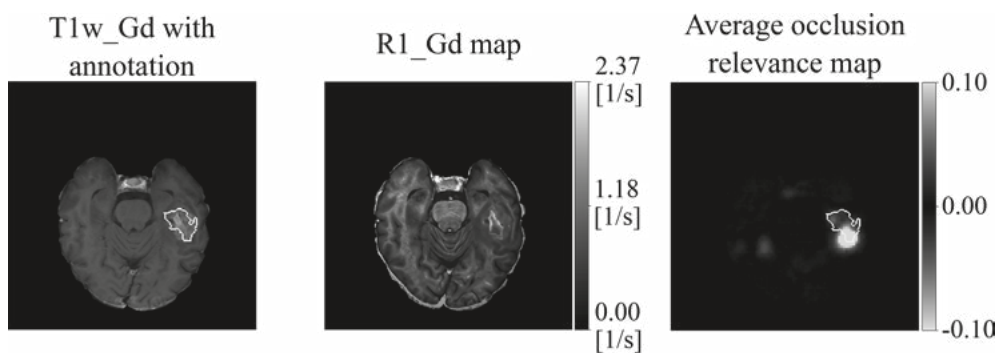 T1w_Gd with
annotation
R1_Gd map
2.37
[1/s]
1.18
[1/s]
0.00
[1/s]
Average occlusion
relevance map
0.10
0.00
-0.10